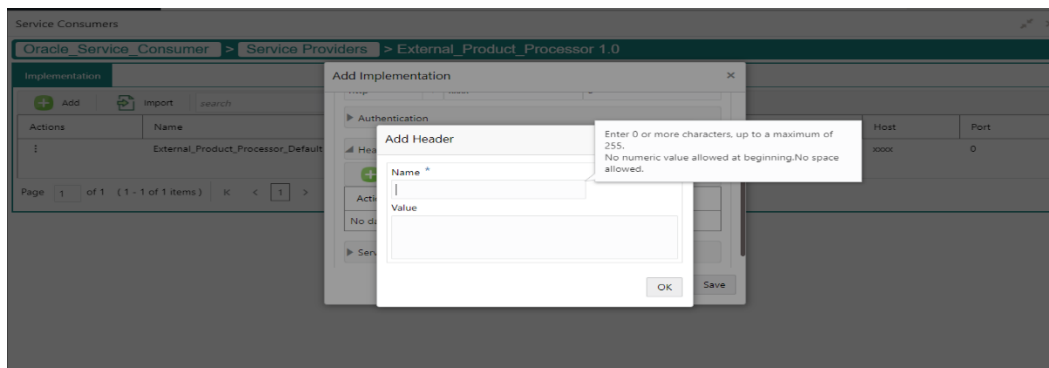 Service Consumers
Oracle_Service_Consumer > Service Providers > External_Product_Processor 1.0
Implementation
Add Import search
Actions Name Host Port
External_Product_Processor_Default xxxxx 0
Page 1 of 1 (1 - 1 of 1 items) K < 1 >
Add Implementation ×
Authentication
Hea
Acti
No da
Serv
Save
Add Header
Name *
Value
OK
Enter 0 or more characters, up to a maximum of
255.
No numeric value allowed at beginning.No space
allowed.